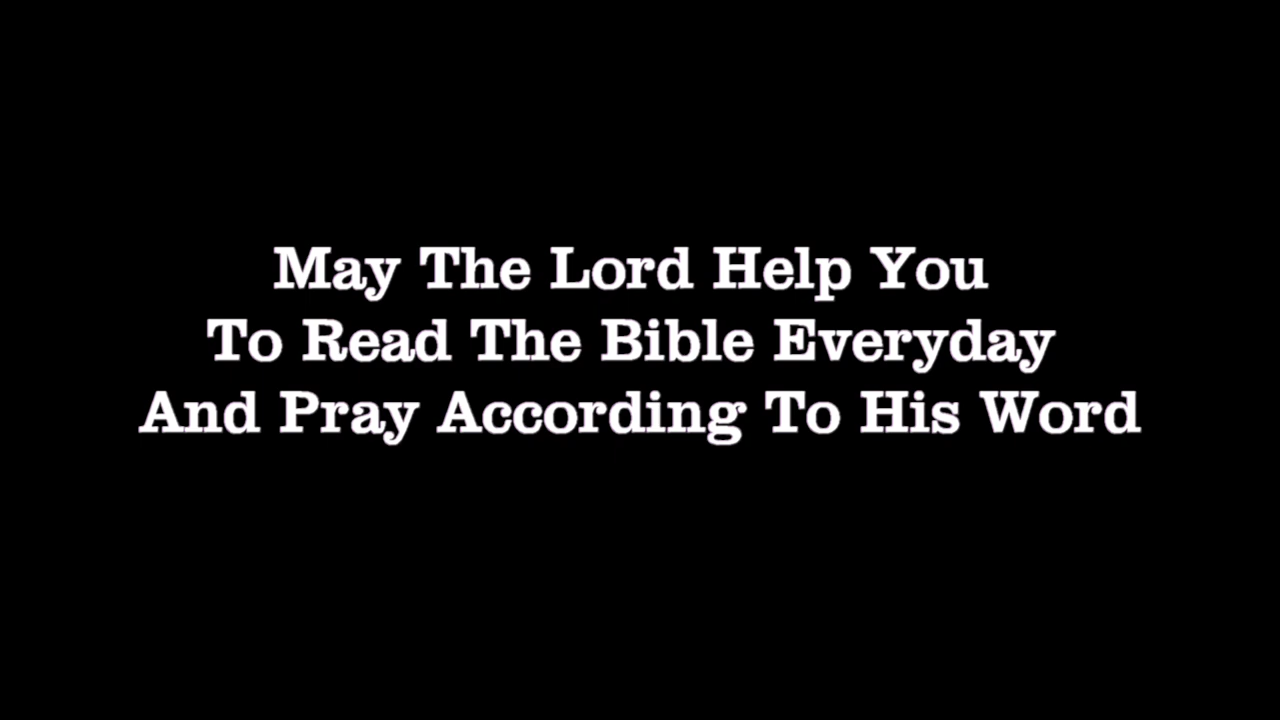 May The Lord Help You
To Read The Bible Everyday
And Pray According To His Word